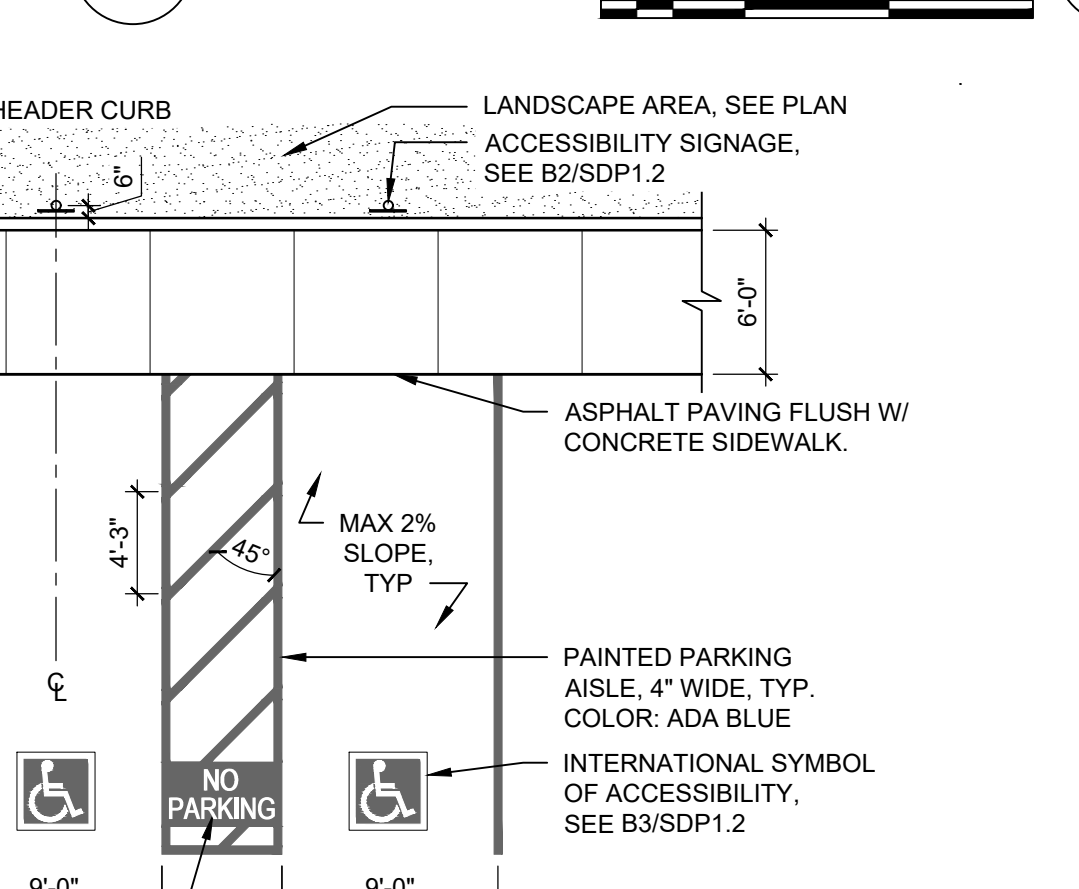 HEADER CURB
LANDSCAPE AREA, SEE PLAN
ACCESSIBILITY SIGNAGE,
SEE B2/SDP1.2
6"
6'-0"
ASPHALT PAVING FLUSH W/
CONCRETE SIDEWALK.
4'-3"
45°
MAX 2%
SLOPE,
TYP
PAINTED PARKING
AISLE, 4" WIDE, TYP.
COLOR: ADA BLUE
℄
INTERNATIONAL SYMBOL
OF ACCESSIBILITY,
SEE B3/SDP1.2
NO
PARKING
9'-0"
9'-0"